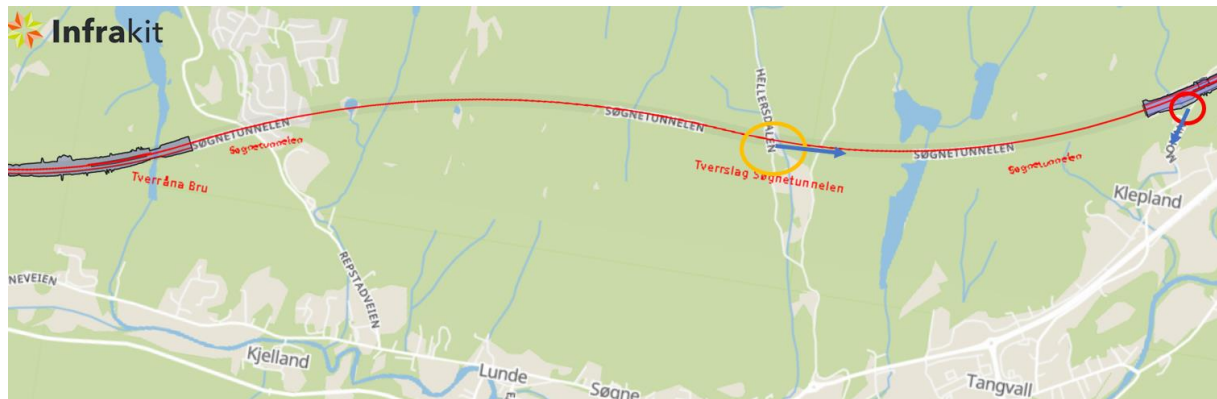 Infrakit
HELLERSDALEN
SØGNETUNNELEN
SØGNETUNNELEN
SØGNETUNNELEN
Søgnetunnelen
Søgnetunnelen
Tverrslag Søgnetunnelen
Tverråna Bru
Klepland
REPSTADVEIEN
NEVEIEN
Kjelland
Lunde
Søgne
Tangvall